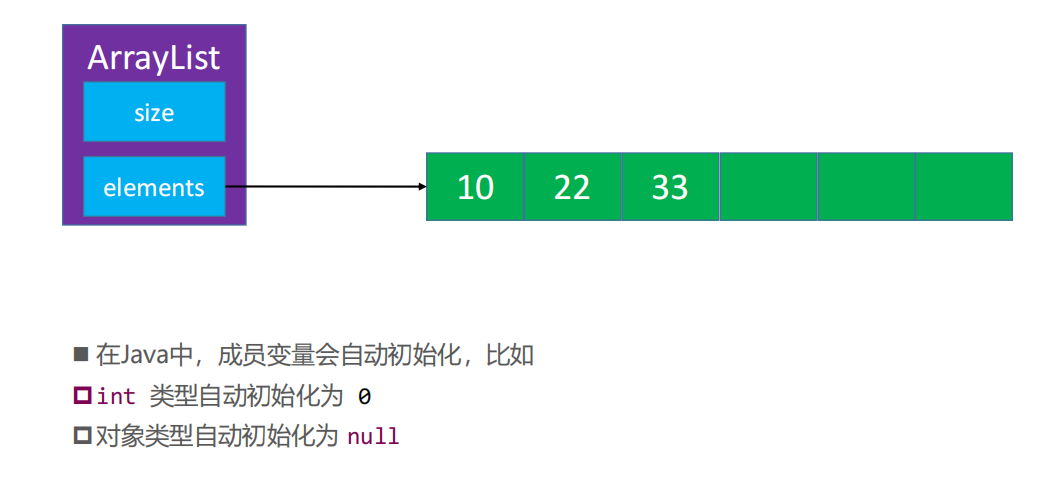 ArrayList
size
elements
10 22 33
■ 在Java中，成员变量会自动初始化，比如
int 类型自动初始化为 0
对象类型自动初始化为 null